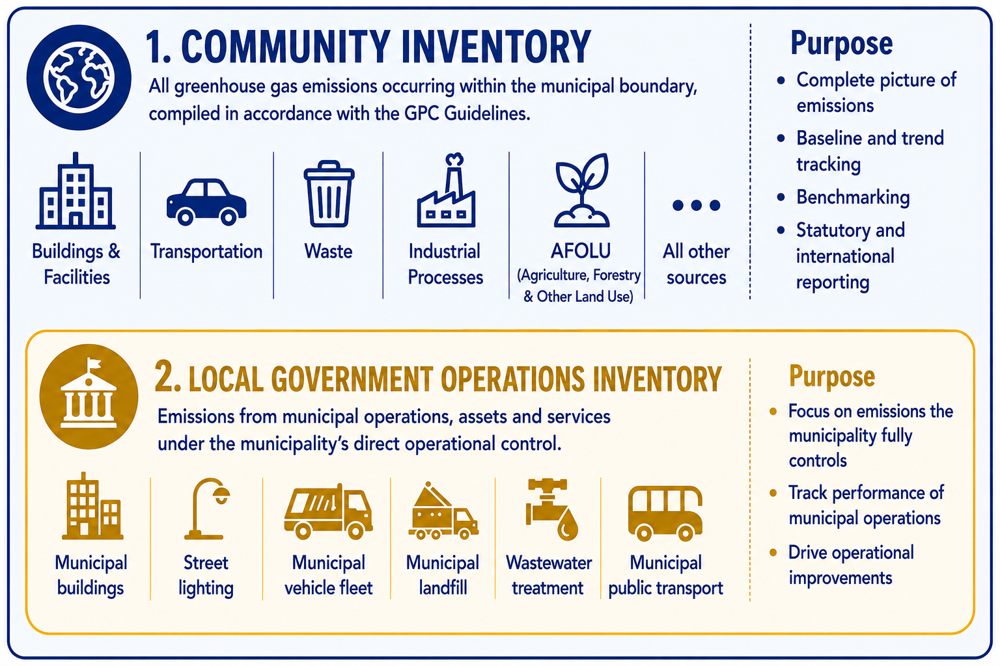 1. COMMUNITY INVENTORY
All greenhouse gas emissions occurring within the municipal boundary,
compiled in accordance with the GPC Guidelines.
Buildings &
Facilities
Transportation
Waste
Industrial
Processes
AFOLU
(Agriculture, Forestry
& Other Land Use)
All other
sources
Purpose
• Complete picture of
emissions
• Baseline and trend
tracking
• Benchmarking
• Statutory and
international
reporting
2. LOCAL GOVERNMENT OPERATIONS INVENTORY
Emissions from municipal operations, assets and services
under the municipality's direct operational control.
Municipal
buildings
Street
lighting
Municipal
vehicle fleet
Municipal
landfill
Wastewater
treatment
Municipal
public transport
Purpose
• Focus on emissions the
municipality fully
controls
• Track performance of
municipal operations
• Drive operational
improvements